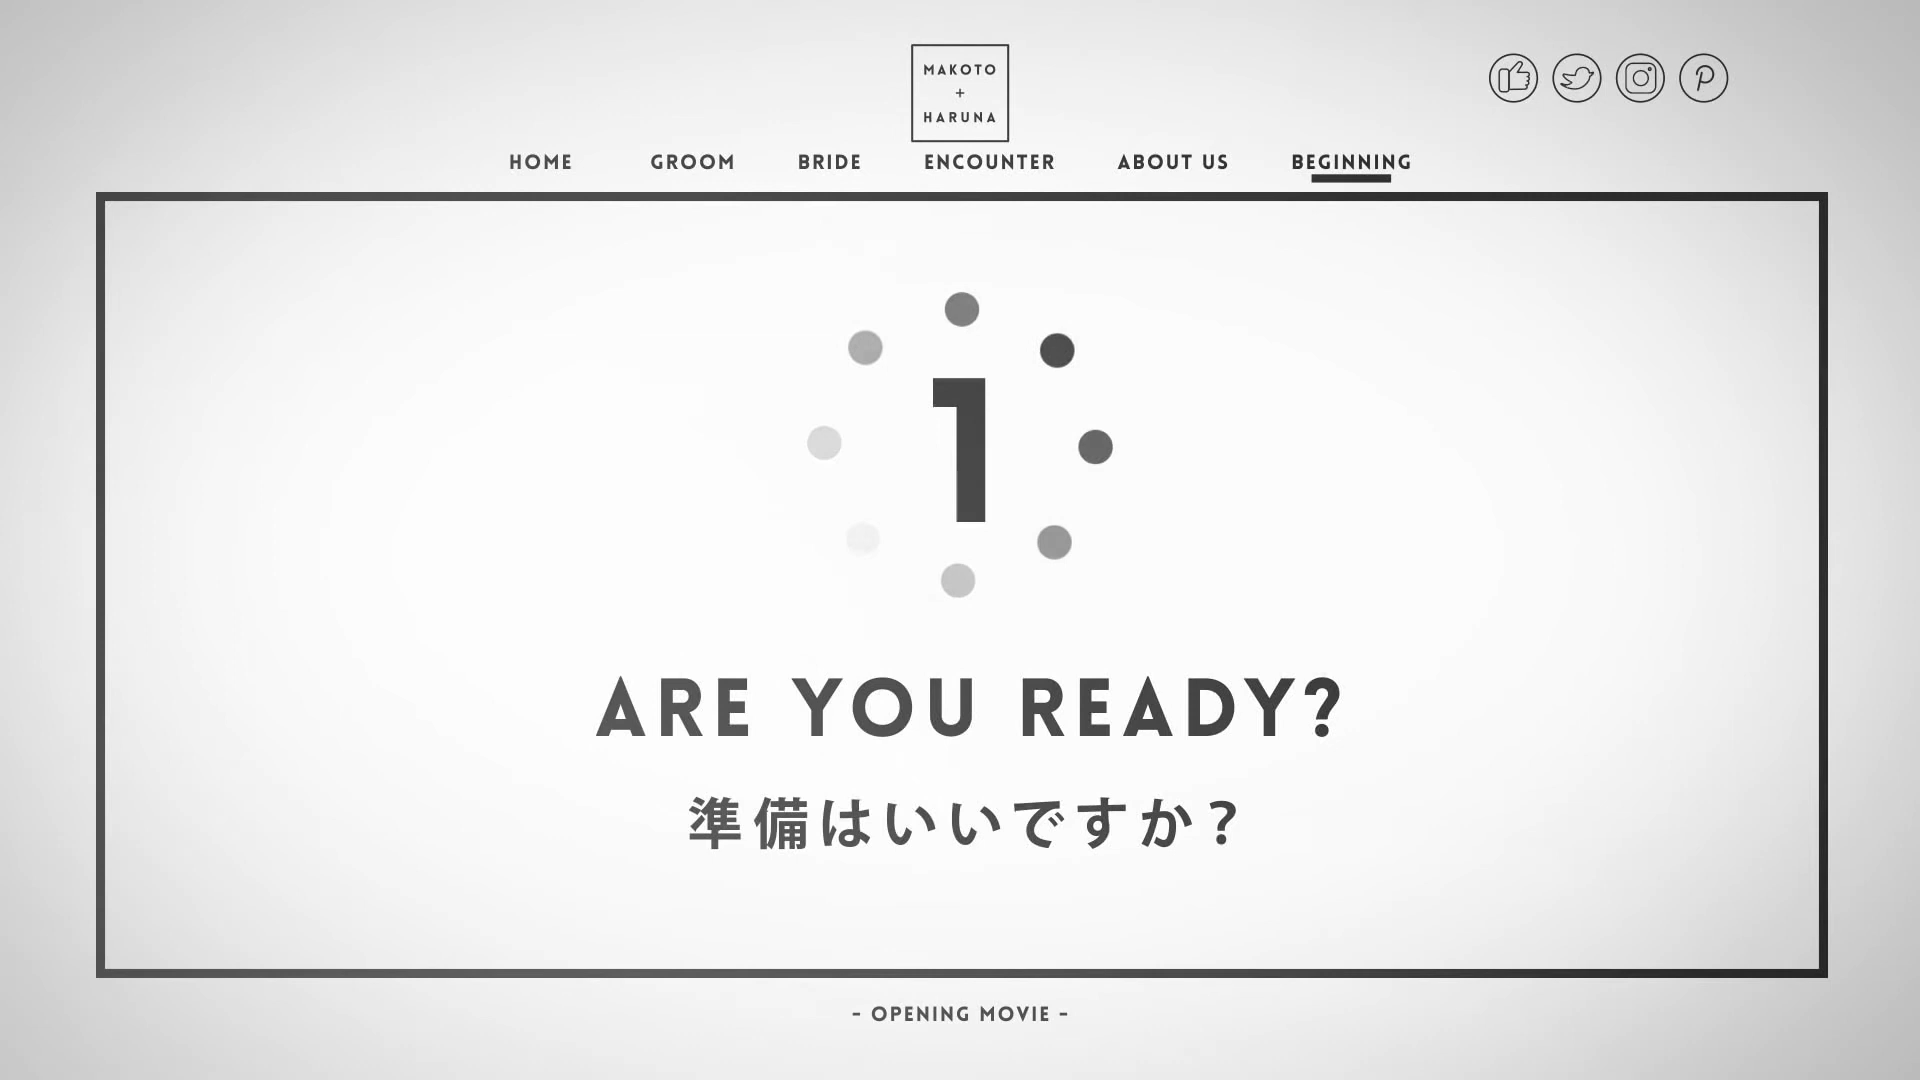 MAKOTO
+
HARUNA
HOME GROOM BRIDE ENCOUNTER ABOUT US BEGINNING
1
ARE YOU READY?
準備はいいですか？
- OPENING MOVIE -